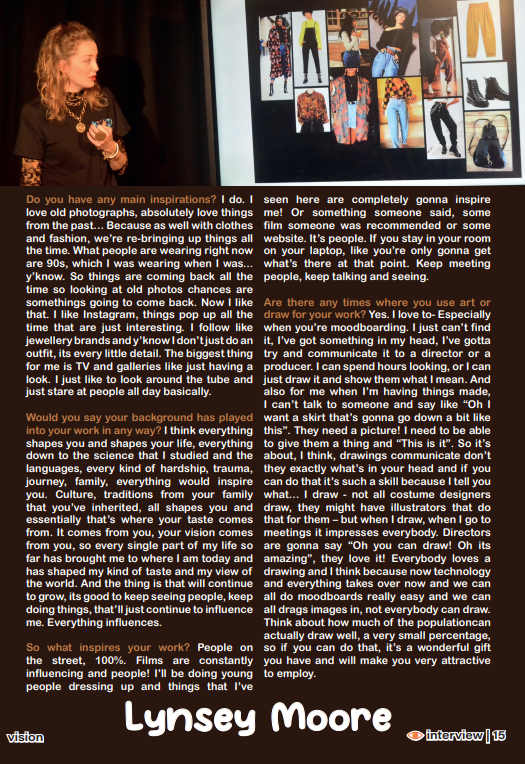 Do you have any main inspirations? I do. I
love old photographs, absolutely love things
from the past... Because as well with clothes
and fashion, we're re-bringing up things all
the time. What people are wearing right now
are 90s, which I was wearing when I was...
y'know. So things are coming back all the
time so looking at old photos chances are
somethings going to come back. Now I like
that. I like Instagram, things pop up all the
time that are just interesting. I follow like
jewellery brands and y'know I don't just do an
outfit, its every little detail. The biggest thing
for me is TV and galleries like just having a
look. I just like to look around the tube and
just stare at people all day basically.
Would you say your background has played
into your work in any way? I think everything
shapes you and shapes your life, everything
down to the science that I studied and the
languages, every kind of hardship, trauma,
journey, family, everything would inspire
you. Culture, traditions from your family
that you've inherited, all shapes you and
essentially that's where your taste comes
from. It comes from you, your vision comes
from you, so every single part of my life so
far has brought me to where I am today and
has shaped my kind of taste and my view of
the world. And the thing is that will continue
to grow, its good to keep seeing people, keep
doing things, that'll just continue to influence
me. Everything influences.
So what inspires your work? People on
the street, 100%. Films are constantly
influencing and people! I'll be doing young
people dressing up and things that I've
seen here are completely gonna inspire
me! Or something someone said, some
film someone was recommended or some
website. It's people. If you stay in your room
on your laptop, like you're only gonna get
what's there at that point. Keep meeting
people, keep talking and seeing.
Are there any times where you use art or
draw for your work? Yes. I love to- Especially
when you're moodboarding. I just can't find
it, I've got something in my head, I've gotta
try and communicate it to a director or a
producer. I can spend hours looking, or I can
just draw it and show them what I mean. And
also for me when I'm having things made,
I can't talk to someone and say like "Oh I
want a skirt that's gonna go down a bit like
this". They need a picture! I need to be able
to give them a thing and "This is it". So it's
about, I think, drawings communicate don't
they exactly what's in your head and if you
can do that it's such a skill because I tell you
what... I draw - not all costume designers
draw, they might have illustrators that do
that for them – but when I draw, when I go to
meetings it impresses everybody. Directors
are gonna say "Oh you can draw! Oh its
amazing", they love it! Everybody loves a
drawing and I think because now technology
and everything takes over now and we can
all do moodboards really easy and we can
all drags images in, not everybody can draw.
Think about how much of the populationcan
actually draw well, a very small percentage,
so if you can do that, it's a wonderful gift
you have and will make you very attractive
to employ.
Lynsey Moore
vision
interview | 15